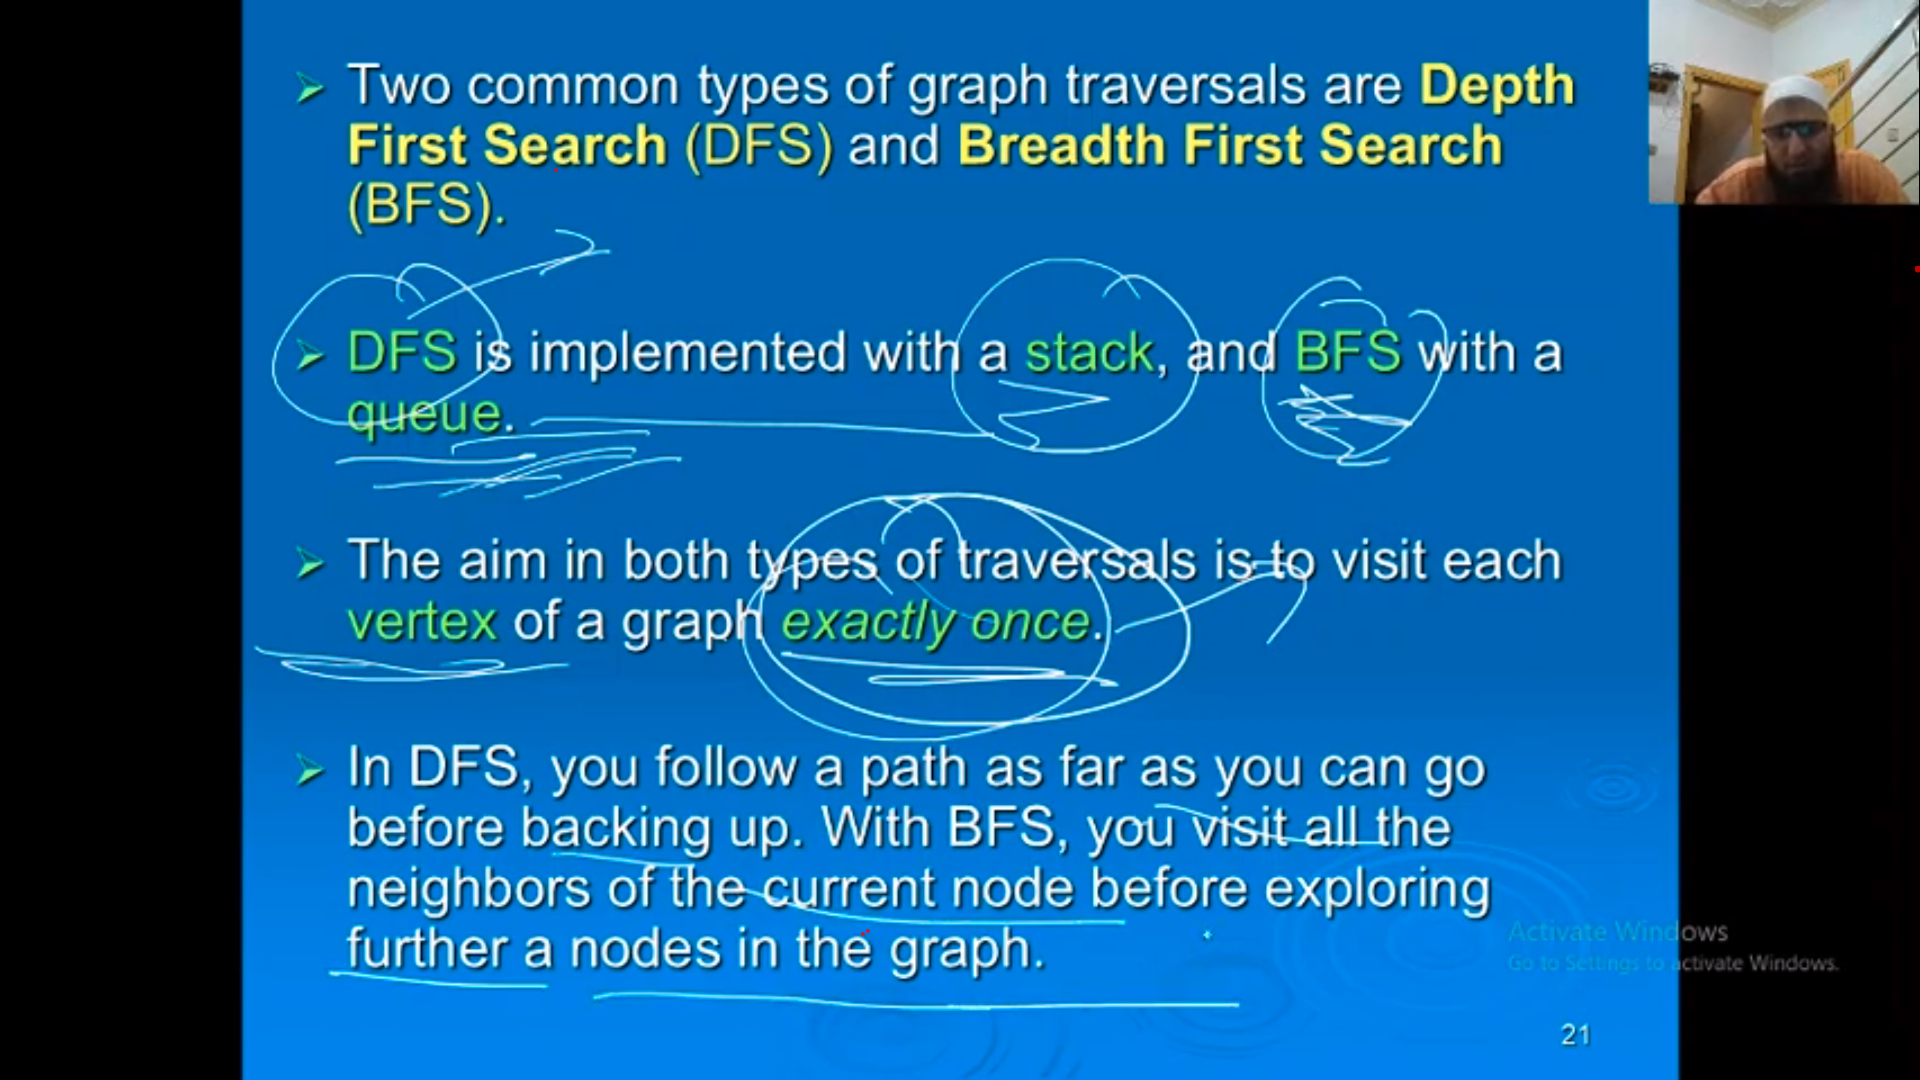 Two common types of graph traversals are Depth
First Search (DFS) and Breadth First Search
(BFS).
DFS is implemented with a stack, and BFS with a
queue.
The aim in both types of traversals is to visit each
vertex of a graph exactly once.
In DFS, you follow a path as far as you can go
before backing up. With BFS, you visit all the
neighbors of the current node before exploring
further a nodes in the graph.
Activate Windows
Go to Settings to activate Windows.
21